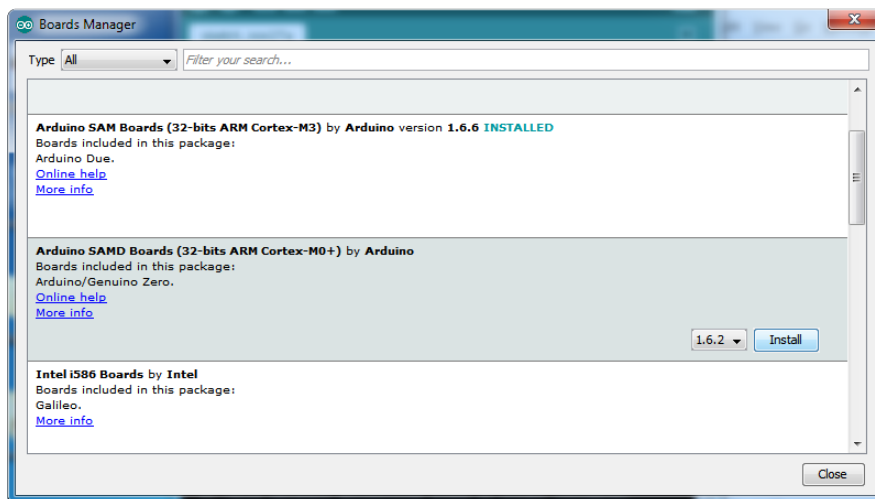 Boards Manager
Type All Filter your search...
Arduino SAM Boards (32-bits ARM Cortex-M3) by Arduino version 1.6.6 INSTALLED
Boards included in this package:
Arduino Due.
Online help
More info
Arduino SAMD Boards (32-bits ARM Cortex-M0+) by Arduino
Boards included in this package:
Arduino/Genuino Zero.
Online help
More info
1.6.2 Install
Intel i586 Boards by Intel
Boards included in this package:
Galileo.
More info
Close